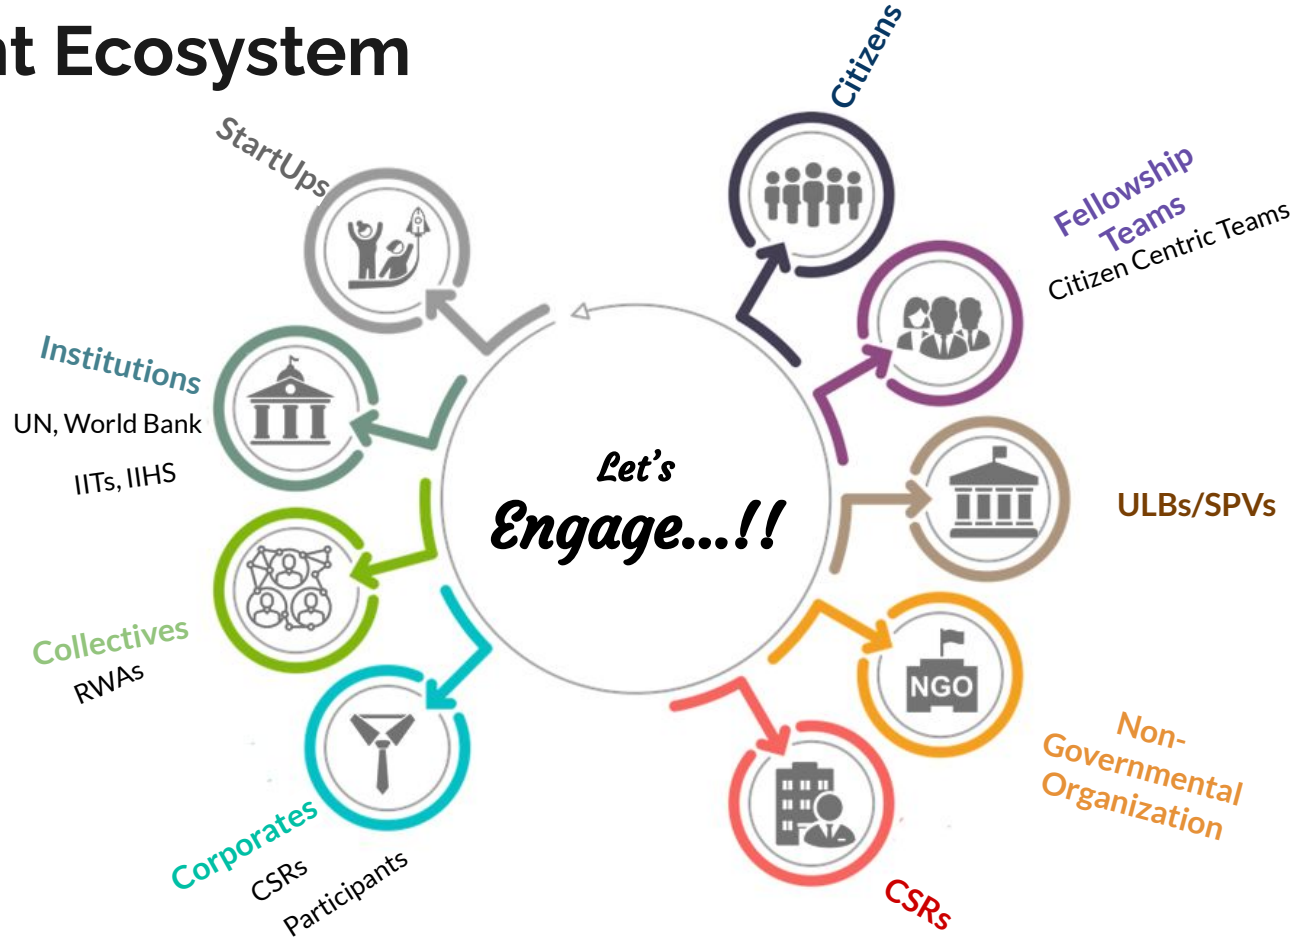 nt Ecosystem
Citizens
StartUps
Fellowship
Teams
Citizen Centric Teams
Institutions
UN, World Bank
IITs, IIHS
Let's
Engage...!!
ULBs/SPVs
Collectives
RWAs
NGO
Non-
Governmental
Organization
Corporates
CSRs
Participants
CSRs